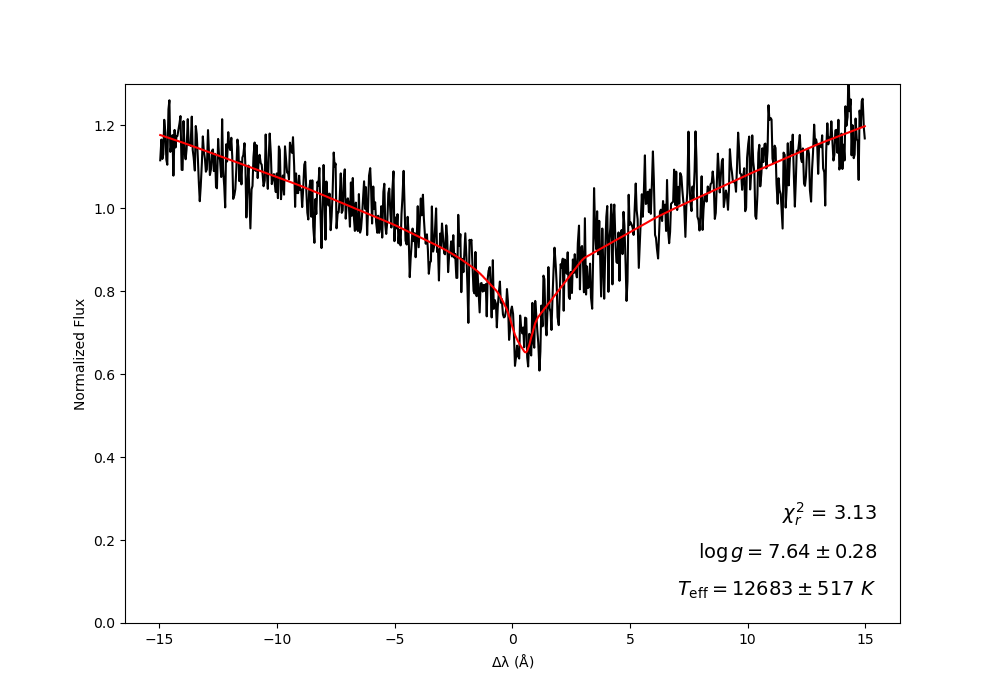 1.2
1.0
0.8
0.6
0.4
0.2
0.0
Normalized Flux
χ²ᵣ = 3.13
log g = 7.64 ± 0.28
T_eff = 12683 ± 517 K
−15 −10 −5 0 5 10 15
Δλ (Å)